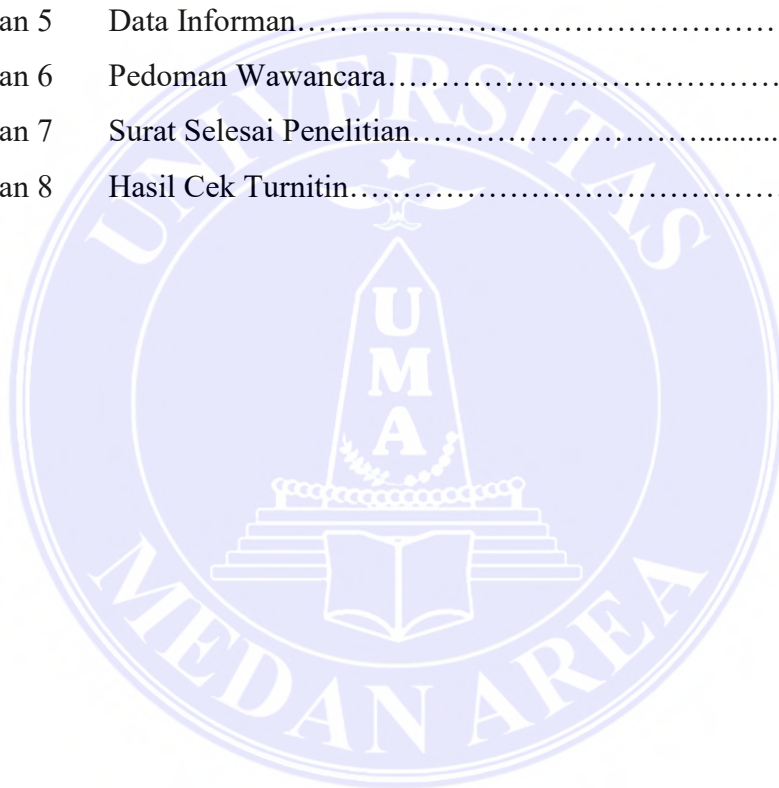 an 5 Data Informan……………………………………………
an 6 Pedoman Wawancara……………………………………
an 7 Surat Selesai Penelitian……………………...........
an 8 Hasil Cek Turnitin……………………………………
UNIVERSITAS
U
M
A
MEDAN AREA